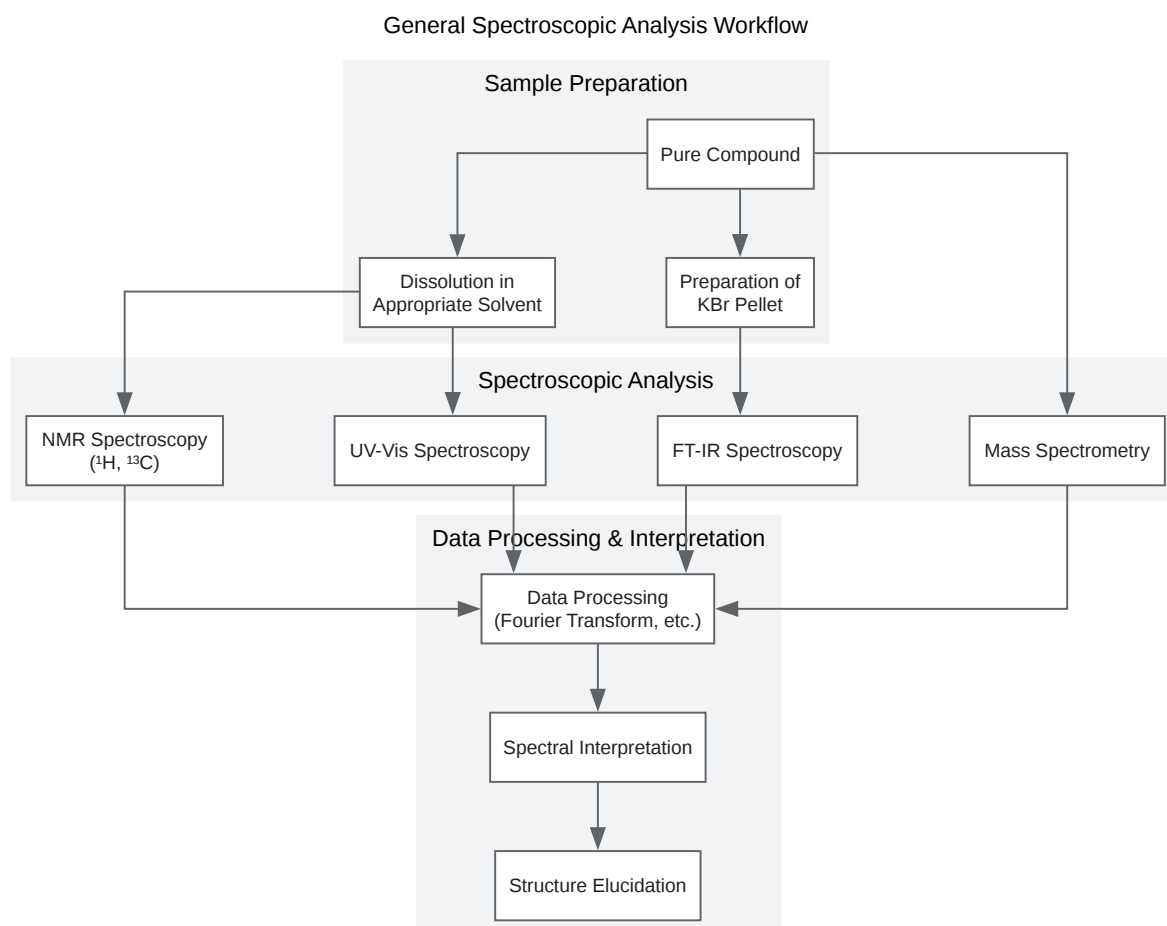 General Spectroscopic Analysis Workflow
Sample Preparation
Pure Compound
Dissolution in
Appropriate Solvent
Preparation of
KBr Pellet
Spectroscopic Analysis
NMR Spectroscopy
(¹H, ¹³C)
UV-Vis Spectroscopy
FT-IR Spectroscopy
Mass Spectrometry
Data Processing & Interpretation
Data Processing
(Fourier Transform, etc.)
Spectral Interpretation
Structure Elucidation